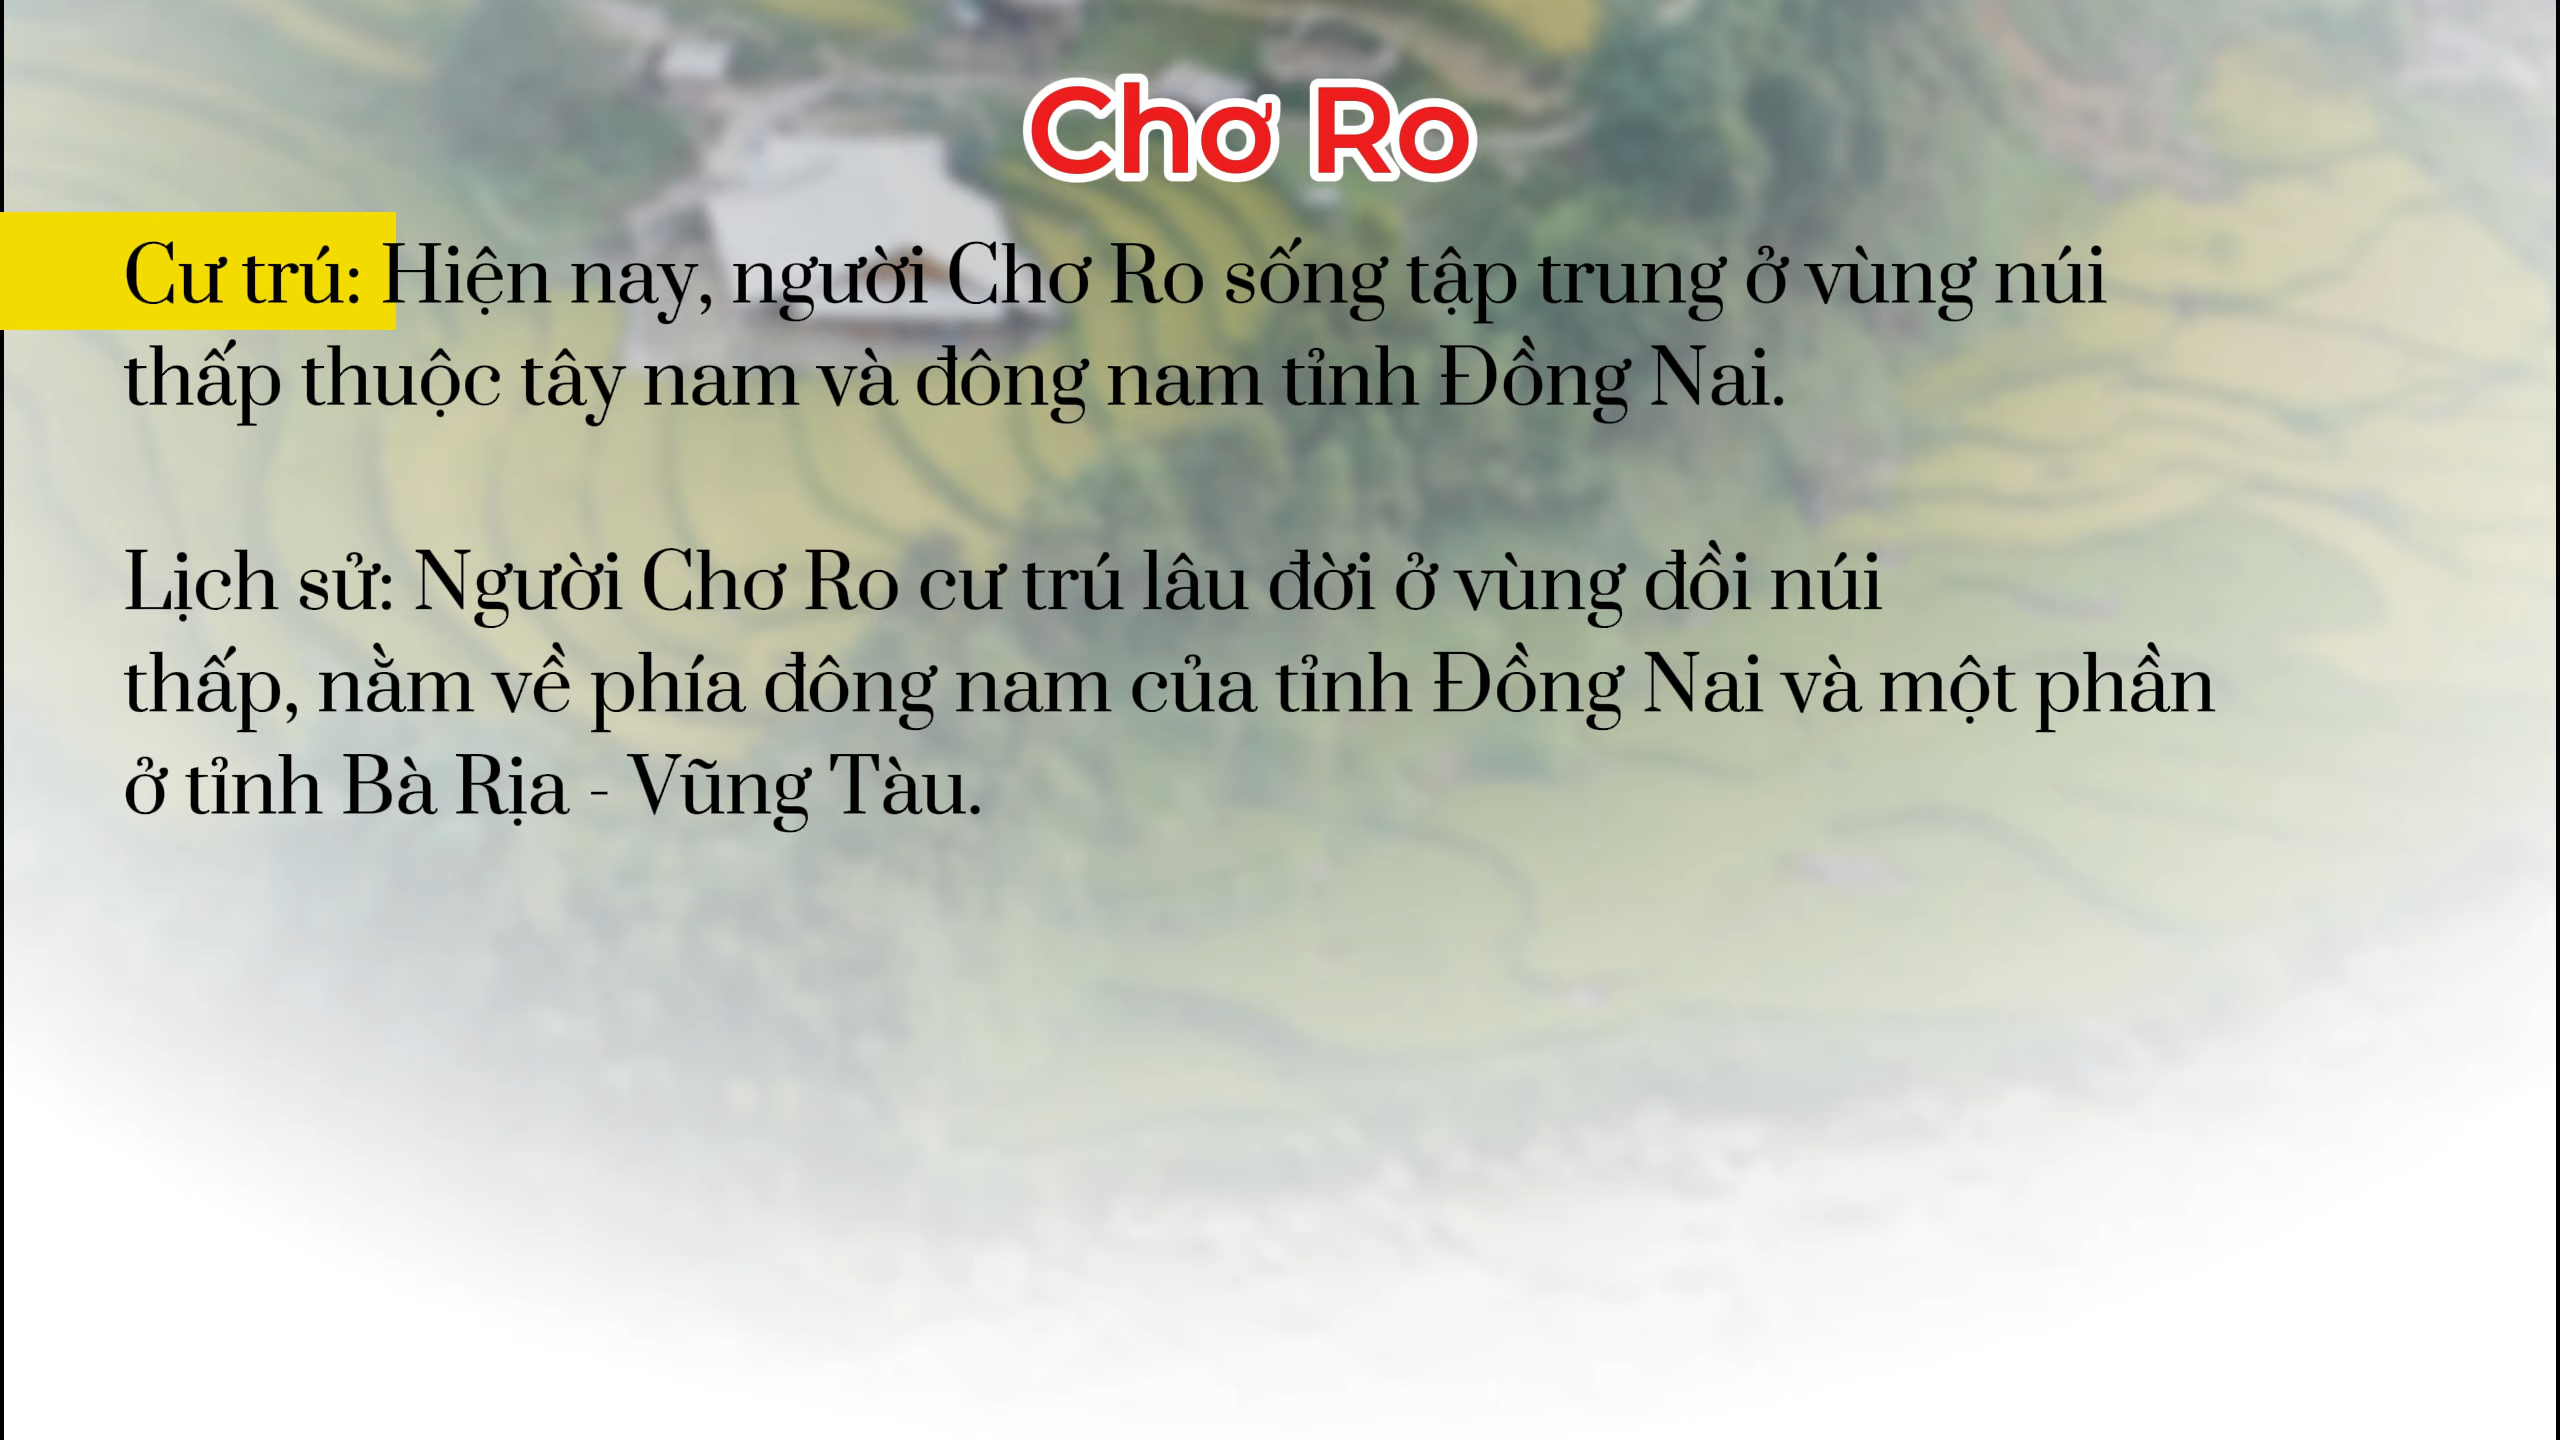 Chơ Ro
Cư trú: Hiện nay, người Chơ Ro sống tập trung ở vùng núi
thấp thuộc tây nam và đông nam tỉnh Đồng Nai.
Lịch sử: Người Chơ Ro cư trú lâu đời ở vùng đồi núi
thấp, nằm về phía đông nam của tỉnh Đồng Nai và một phần
ở tỉnh Bà Rịa - Vũng Tàu.